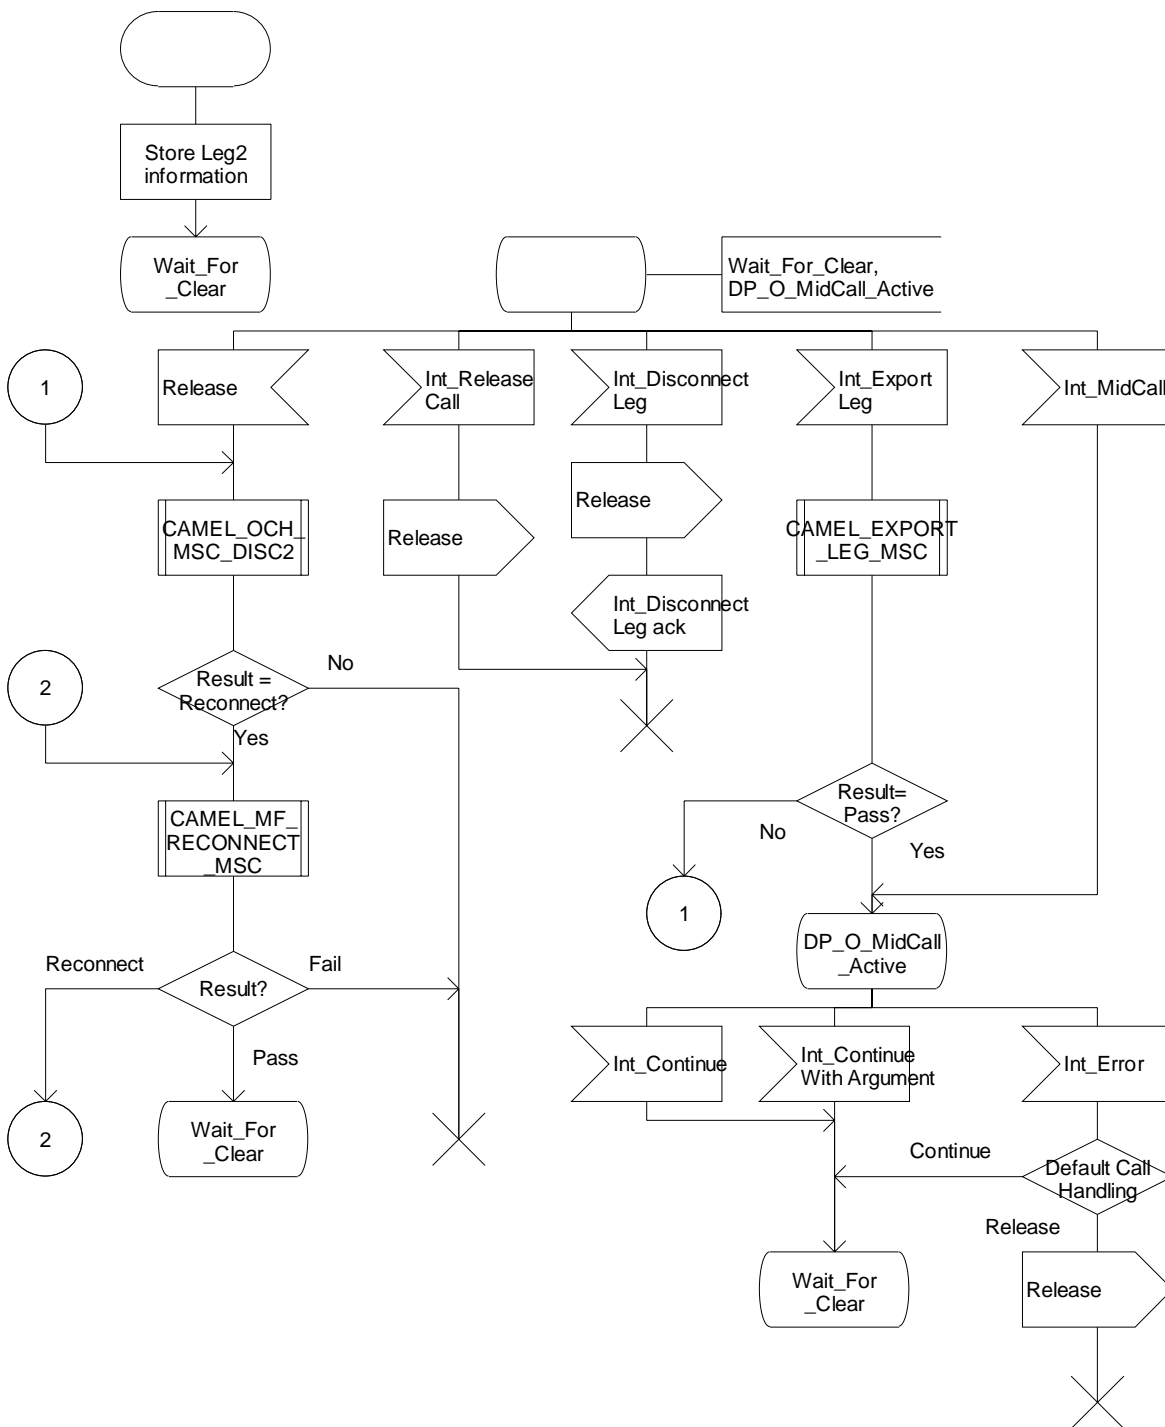 Store Leg2
information
Wait_For
_Clear
Wait_For_Clear,
DP_O_MidCall_Active
1
Release
Int_Release
Call
Int_Disconnect
Leg
Int_Export
Leg
Int_MidCall
CAMEL_OCH_
MSC_DISC2
Release
Release
CAMEL_EXPORT
_LEG_MSC
Int_Disconnect
Leg ack
2
Result =
Reconnect?
No
Yes
CAMEL_MF_
RECONNECT
_MSC
Result=
Pass?
No
Yes
1
DP_O_MidCall
_Active
Reconnect
Result?
Fail
Pass
Int_Continue
Int_Continue
With Argument
Int_Error
2
Wait_For
_Clear
Continue
Default Call
Handling
Release
Wait_For
_Clear
Release